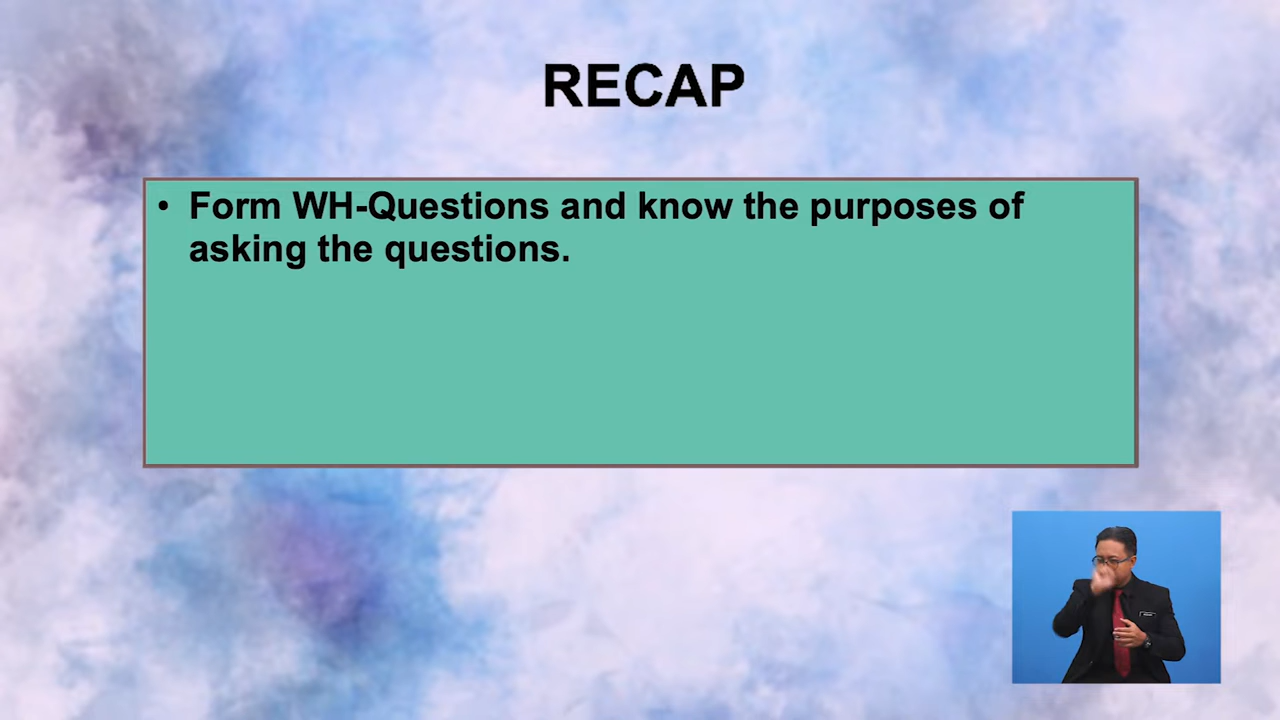 RECAP
• Form WH-Questions and know the purposes of
asking the questions.